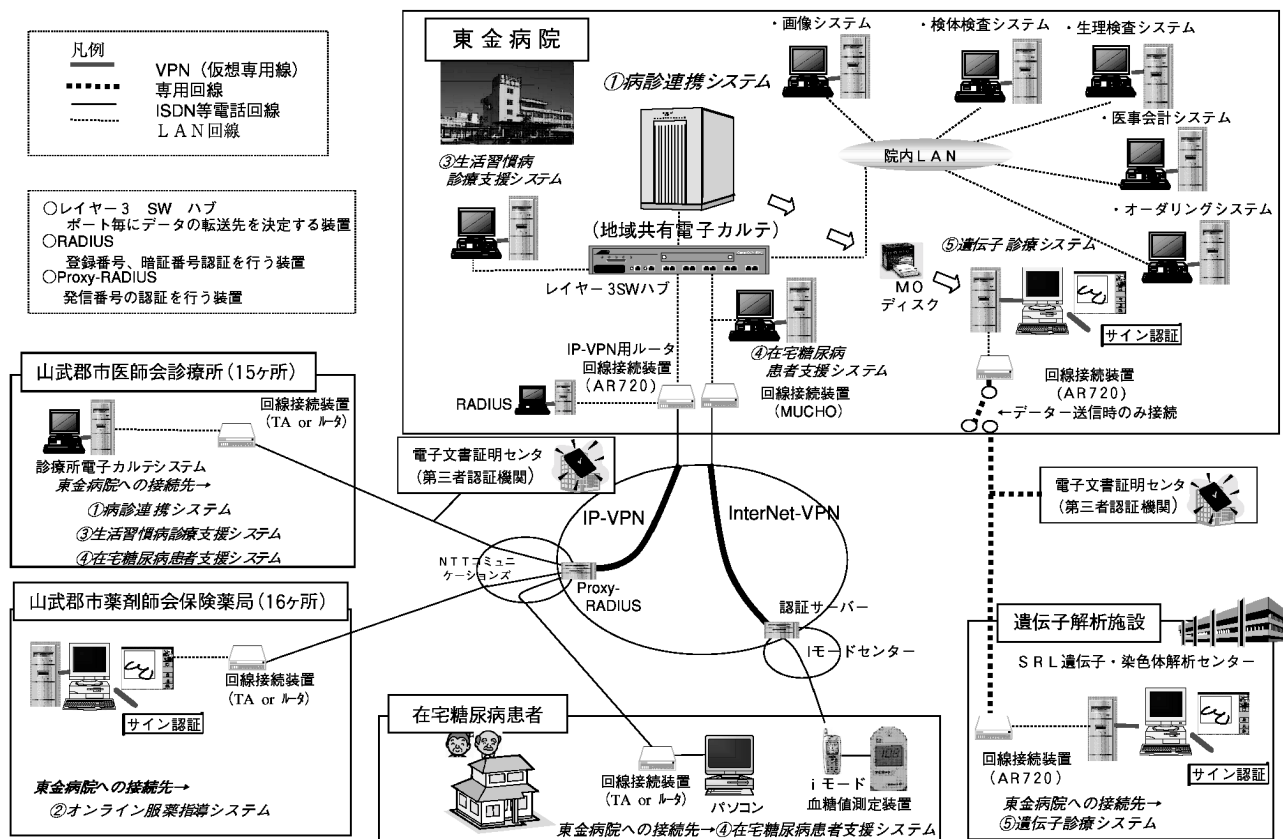 凡例
VPN（仮想専用線）
専用回線
ISDN等電話回線
ＬＡＮ回線
○レイヤー３　ＳＷ　ハブ
ポート毎にデータの転送先を決定する装置
○RADIUS
登録番号、暗証番号認証を行う装置
○Proxy-RADIUS
発信番号の認証を行う装置
東金病院
①病診連携システム
・画像システム
・検体検査システム
・生理検査システム
・医事会計システム
院内ＬＡＮ
・オーダリングシステム
③生活習慣病
診療支援システム
(地域共有電子カルテ)
レイヤー３SWハブ
ＭＯ
ディスク
⑤遺伝子診療システム
サイン認証
IP-VPN用ルータ
回線接続装置
(AR720)
RADIUS
④在宅糖尿病
患者支援システム
回線接続装置
(MUCHO)
回線接続装置
(AR720)
←データー送信時のみ接続
山武郡市医師会診療所(15ヶ所)
回線接続装置
(TA or ﾙｰﾀ)
診療所電子カルテシステム
東金病院への接続先→
①病診連携システム
③生活習慣病診療支援システム
④在宅糖尿病患者支援システム
電子文書証明センタ
(第三者認証機関)
IP-VPN
InterNet-VPN
ＮＴＴコミュニ
ケーションズ
Proxy-
RADIUS
認証サーバー
iモードセンター
電子文書証明センタ
(第三者認証機関)
山武郡市薬剤師会保険薬局(16ヶ所)
回線接続装置
(TA or ﾙｰﾀ)
サイン認証
東金病院への接続先→
②オンライン服薬指導システム
在宅糖尿病患者
回線接続装置
(TA or ﾙｰﾀ)
パソコン
ｉモード
血糖値測定装置
東金病院への接続先→④在宅糖尿病患者支援システム
遺伝子解析施設
ＳＲＬ遺伝子・染色体解析センター
回線接続装置
(AR720)
サイン認証
東金病院への接続先→
⑤遺伝子診療システム